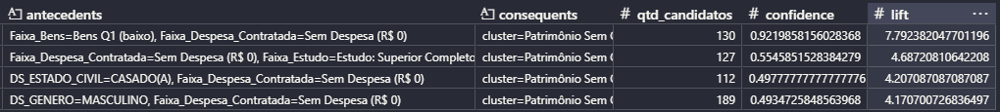 antecedents consequents # qtd_candidatos # confidence # lift ...
Faixa_Bens=Bens Q1 (baixo), Faixa_Despesa_Contratada=Sem Despesa (R$ 0) cluster=Patrimônio Sem 130 0.9219858156028368 7.792382047701196
Faixa_Despesa_Contratada=Sem Despesa (R$ 0), Faixa_Estudo=Estudo: Superior Completo cluster=Patrimônio Sem 127 0.5545851528384279 4.68720810642208
DS_ESTADO_CIVIL=CASADO(A), Faixa_Despesa_Contratada=Sem Despesa (R$ 0) cluster=Patrimônio Sem 112 0.49777777777777776 4.207087087087087
DS_GENERO=MASCULINO, Faixa_Despesa_Contratada=Sem Despesa (R$ 0) cluster=Patrimônio Sem 189 0.4934725848563968 4.170700726836497